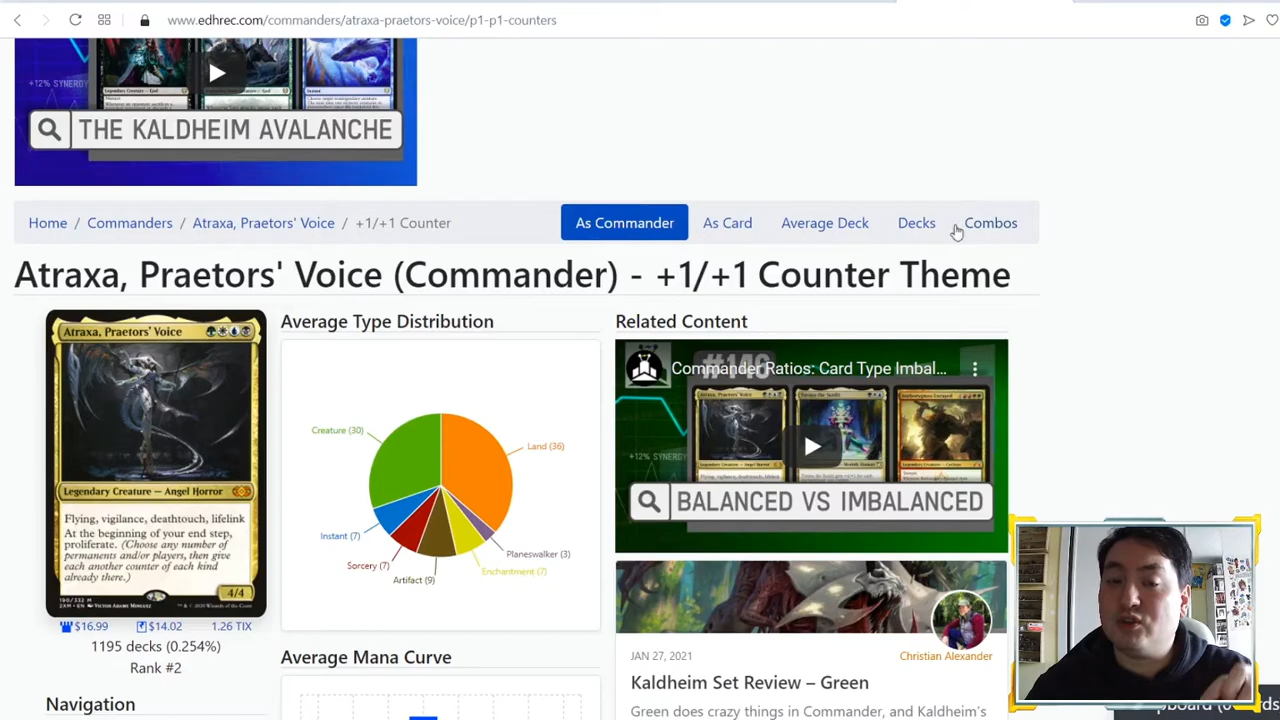 www.edhrec.com/commanders/atraxa-praetors-voice/p1-p1-counters
+12% SYNERGY
THE KALDHEIM AVALANCHE
Home / Commanders / Atraxa, Praetors' Voice / +1/+1 Counter
As Commander As Card Average Deck Decks Combos
Atraxa, Praetors' Voice (Commander) - +1/+1 Counter Theme
Atraxa, Praetors' Voice
Legendary Creature — Angel Horror
Flying, vigilance, deathtouch, lifelink
At the beginning of your end step,
proliferate. (Choose any number of
permanents and/or players, then give
each another counter of each kind
already there.)
4/4
$16.99 $14.02 1.26 TIX
1195 decks (0.254%)
Rank #2
Navigation
Average Type Distribution
Creature (30)
Land (36)
Instant (7)
Planeswalker (3)
Sorcery (7)
Enchantment (7)
Artifact (9)
Average Mana Curve
Related Content
#146
Commander Ratios: Card Type Imbal...
+12% SYNERGY
BALANCED VS IMBALANCED
JAN 27, 2021
Christian Alexander
Kaldheim Set Review – Green
Green does crazy things in Commander, and Kaldheim's